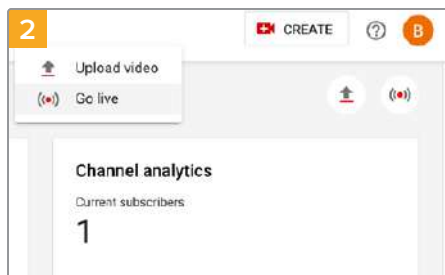 2
CREATE
B
Upload video
Go live
Channel analytics
Current subscribers
1